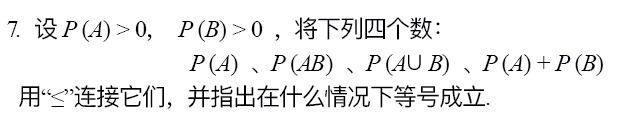 7. 设 P (A) > 0, P (B) > 0 ，将下列四个数：
P (A) 、P (AB) 、P (A∪ B) 、P (A) + P (B)
用“≤”连接它们，并指出在什么情况下等号成立.